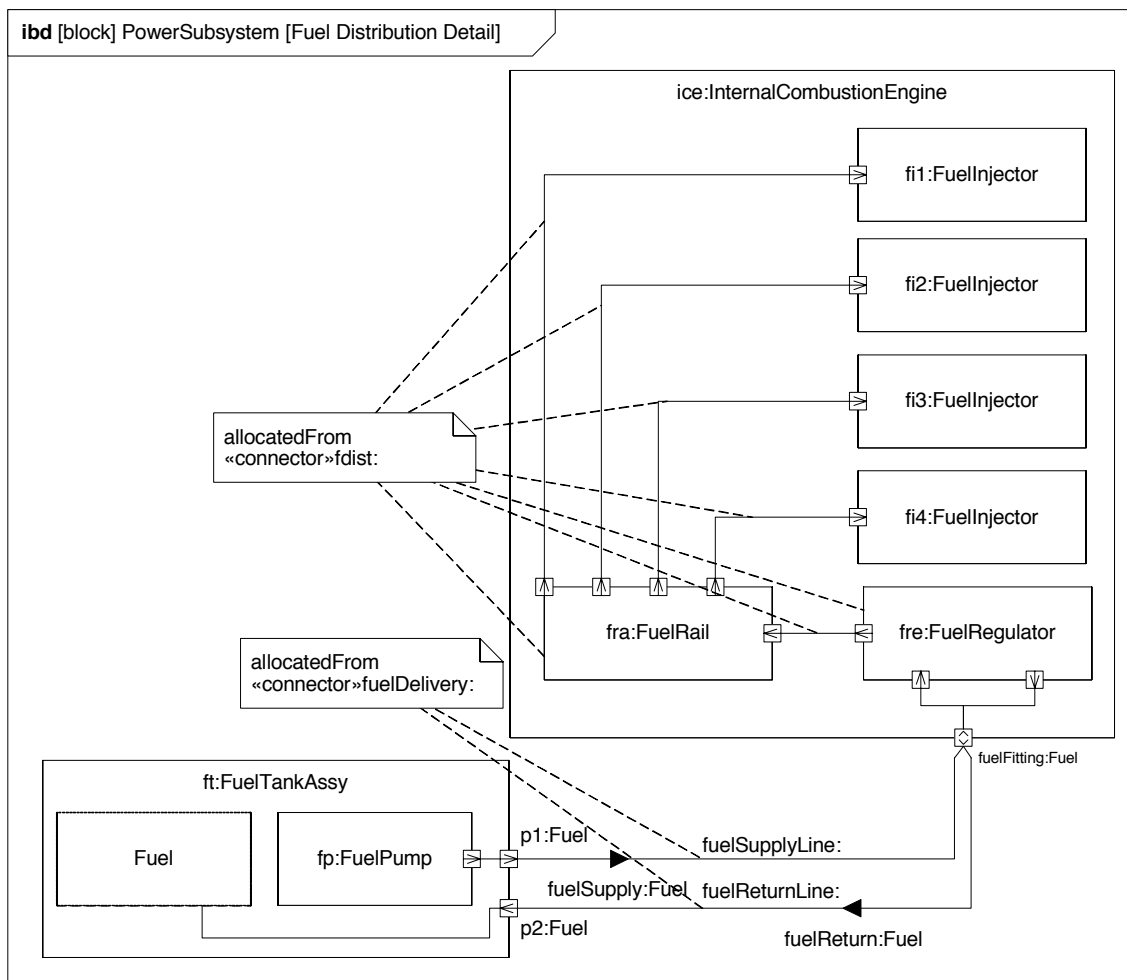 ibd [block] PowerSubsystem [Fuel Distribution Detail]
ice:InternalCombustionEngine
fi1:FuelInjector
fi2:FuelInjector
fi3:FuelInjector
allocatedFrom
«connector»fdist:
fi4:FuelInjector
fra:FuelRail
fre:FuelRegulator
allocatedFrom
«connector»fuelDelivery:
fuelFitting:Fuel
ft:FuelTankAssy
p1:Fuel
fuelSupplyLine:
Fuel
fp:FuelPump
fuelSupply:Fuel
fuelReturnLine:
p2:Fuel
fuelReturn:Fuel